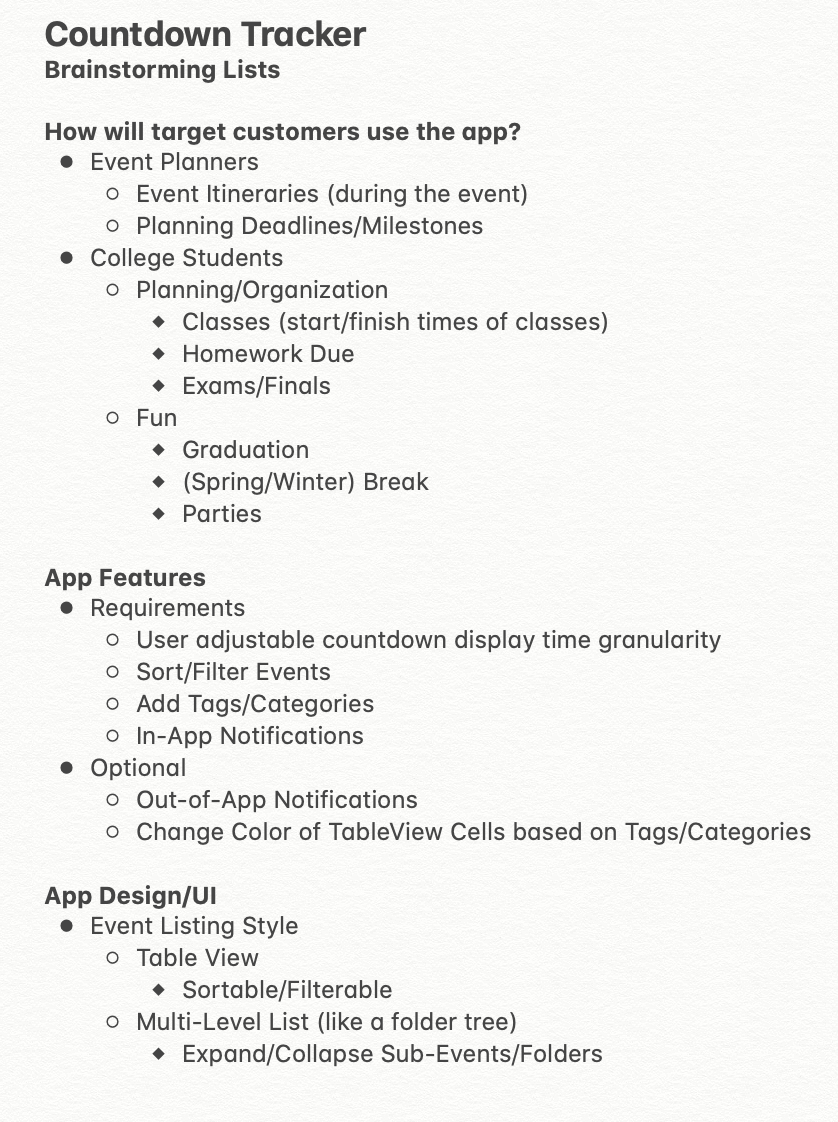 Countdown Tracker
Brainstorming Lists
How will target customers use the app?
● Event Planners
○ Event Itineraries (during the event)
○ Planning Deadlines/Milestones
● College Students
○ Planning/Organization
◆ Classes (start/finish times of classes)
◆ Homework Due
◆ Exams/Finals
○ Fun
◆ Graduation
◆ (Spring/Winter) Break
◆ Parties
App Features
● Requirements
○ User adjustable countdown display time granularity
○ Sort/Filter Events
○ Add Tags/Categories
○ In-App Notifications
● Optional
○ Out-of-App Notifications
○ Change Color of TableView Cells based on Tags/Categories
App Design/UI
● Event Listing Style
○ Table View
◆ Sortable/Filterable
○ Multi-Level List (like a folder tree)
◆ Expand/Collapse Sub-Events/Folders